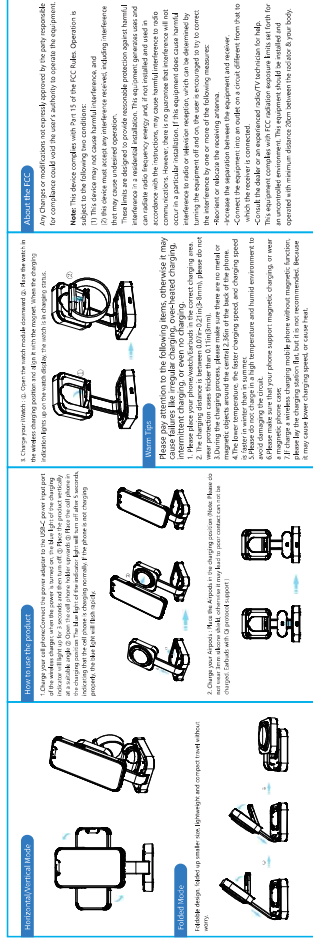 Horizontal/Vertical Mode
Folded Mode
Foldable design, folded up smaller size, lightweight and compact travel without
worry.
How to use the product
1. Charge your cell phone:Connect the power adapter to the USB-C power input port
of the wireless charger, when the power is turned on, the blue light of the charging
indicator will light up for 3 seconds and then turn off. ① Place the product vertically
at a suitable angle ② Open the cell phone holder upwards ③ Place the cell phone in
the charging position The blue light of the indicator light will turn off after 5 seconds
indicating that the cell phone is charging normally. If the phone is not charging
properly, the blue light will flash rapidly.
2. Charge your Airpods : Place the Airpods in the charging position (Note: Please do
not wear 3mm silicone shield, otherwise it may lead to poor contact can not be
charged. Earbuds with QI protocol support )
3. Charge your iWatch : ①. Open the watch module downward ②. Place the watch in
the wireless charging position and align it with the magnet. When the charging
indication lights up on the watch display, the watch is in charging status.
Warm Tips
Please pay attention to the following items, otherwise it may
cause failures like irregular charging, over-heated charging,
intermittent charging, or even no charging.
1. Please place your phone/watch/Earbuds in the correct charging area.
2. The charging distance is between 0.07in~0.21in(3-8mm), please do not
wear protection cases thicker than 0.11in(3mm).
3.During the charging process, please make sure there are no metal or
magnetic objects around the central 2.36in of the back of the phone.
4.The lower temperature, the faster charging speed, and charging speed
is faster in winter than in summer.
5.Please do not charge in a high temperature and humid environment to
avoid damaging the circuit.
6.Please make sure that your phone support magnetic charging, or wear
a magnetic phone case.
7 .If charge a wireless charging mobile phone without magnetic function,
please lay the charging station flat, but it is not recommended. Because
it may cause lower charging speed, or cause heat.
About the FCC
Any Changes or modifications not expressly approved by the party responsible
for compliance could void the user's authority to operate the equipment.
Note: This device complies with Part 15 of the FCC Rules. Operation is
subject to the following two conditions:
(1) This device may not cause harmful interference, and
(2) this device must accept any interference received, including interference
that may cause undesired operation.
These limits are designed to provide reasonable protection against harmful
interference in a residential installation. This equipment generates uses and
can radiate radio frequency energy and, if not installed and used in
accordance with the instructions, may cause harmful interference to radio
communications. However, there is no guarantee that interference will not
occur in a particular installation. If this equipment does cause harmful
interference to radio or television reception, which can be determined by
turning the equipment off and on, the user is encouraged to try to correct
the interference by one or more of the following measures:
•Reorient or relocate the receiving antenna.
•Increase the separation between the equipment and receiver.
•Connect the equipment into an outlet on a circuit different from that to
which the receiver is connected.
•Consult the dealer or an experienced radio/TV technician for help.
This equipment complies with FCC radiation exposure limits set forth for
an uncontrolled environment. This equipment should be installed and
operated with minimum distance 20cm between the radiator & your body.